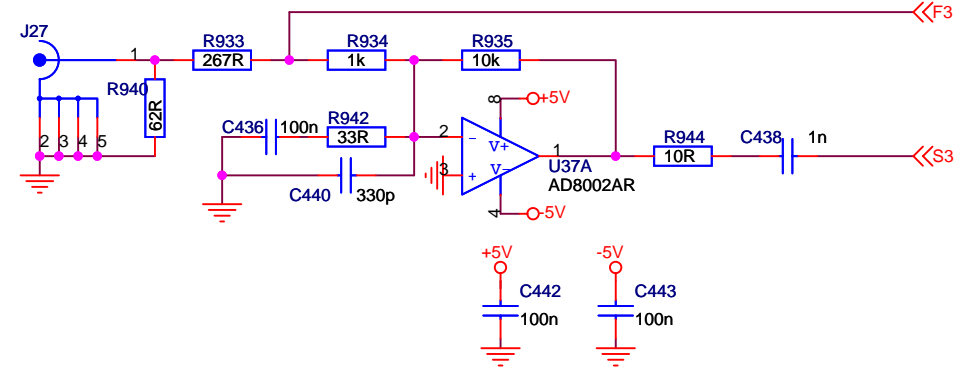 F3
J27
1
R933
267R
R934
1k
R935
10k
R940
62R
2 3 4 5
C436
100n
R942
33R
C440
330p
8
+5V
2
-
V+
3
+
V-
1
U37A
AD8002AR
4
-5V
R944
10R
C438
1n
S3
+5V
C442
100n
-5V
C443
100n